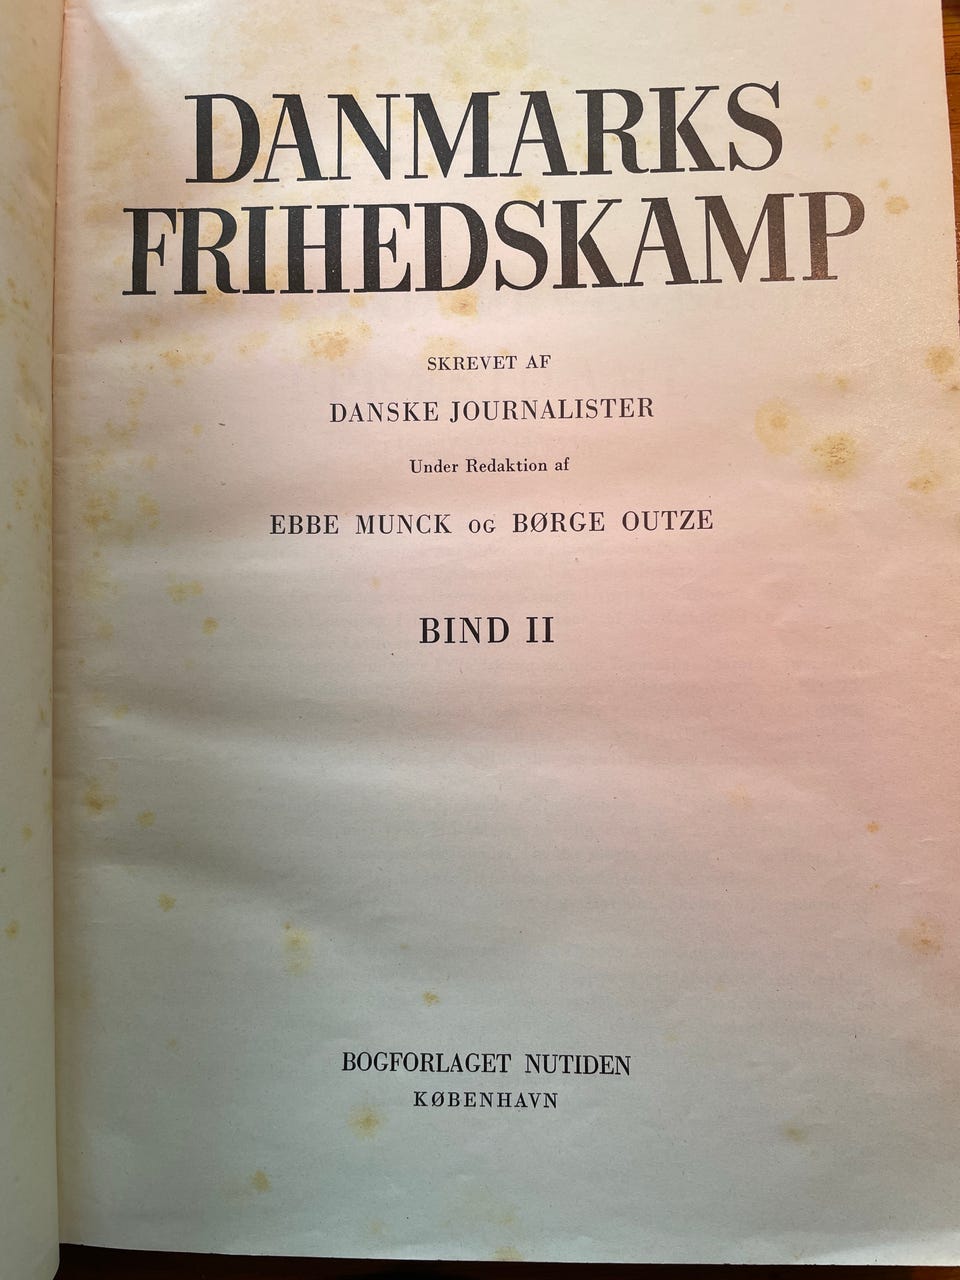 DANMARKS
FRIHEDSKAMP
SKREVET AF
DANSKE JOURNALISTER
Under Redaktion af
EBBE MUNCK OG BØRGE OUTZE
BIND II
BOGFORLAGET NUTIDEN
KØBENHAVN